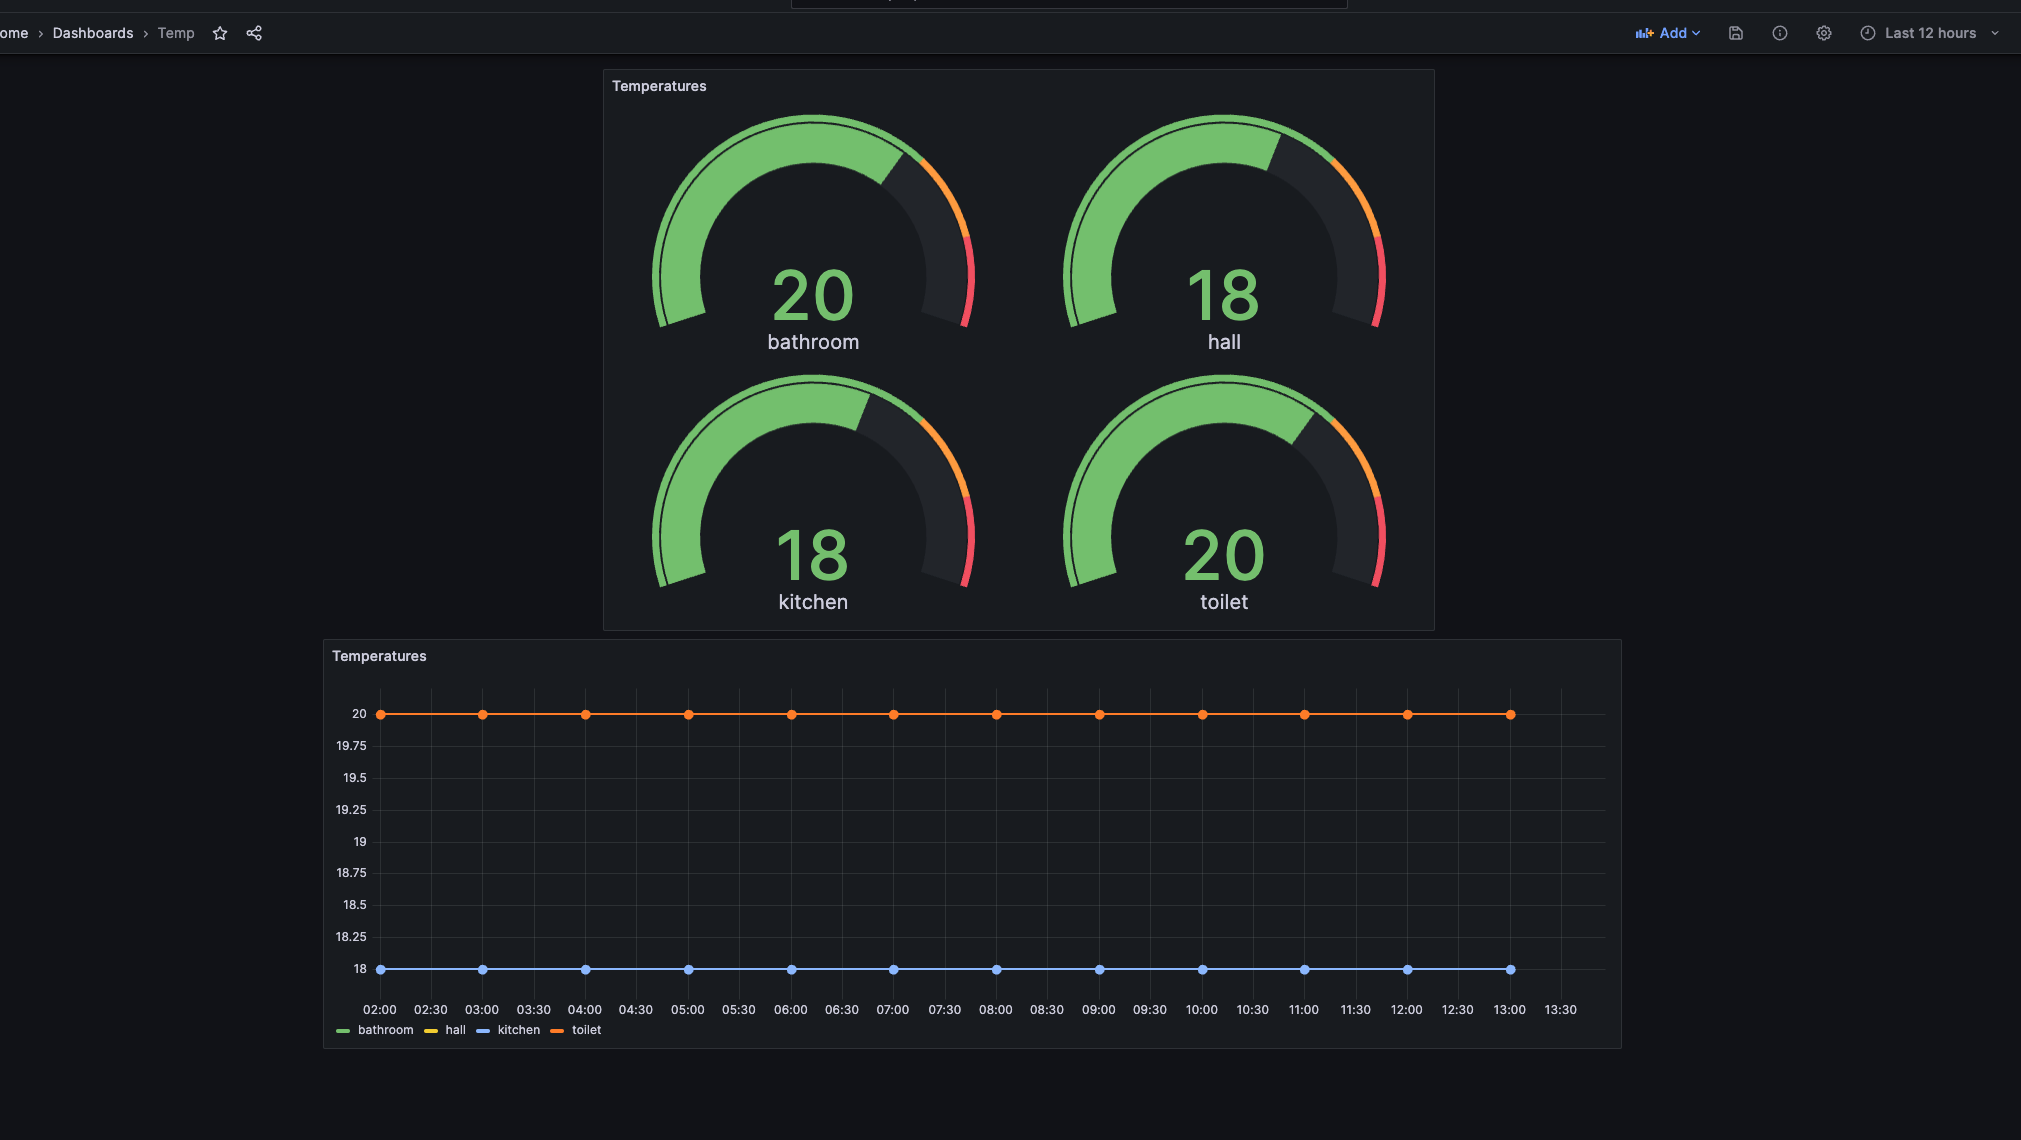 ome › Dashboards › Temp
Add
Last 12 hours
Temperatures
20
bathroom
18
hall
18
kitchen
20
toilet
Temperatures
20
19.75
19.5
19.25
19
18.75
18.5
18.25
18
02:00 02:30 03:00 03:30 04:00 04:30 05:00 05:30 06:00 06:30 07:00 07:30 08:00 08:30 09:00 09:30 10:00 10:30 11:00 11:30 12:00 12:30 13:00 13:30
bathroom hall kitchen toilet